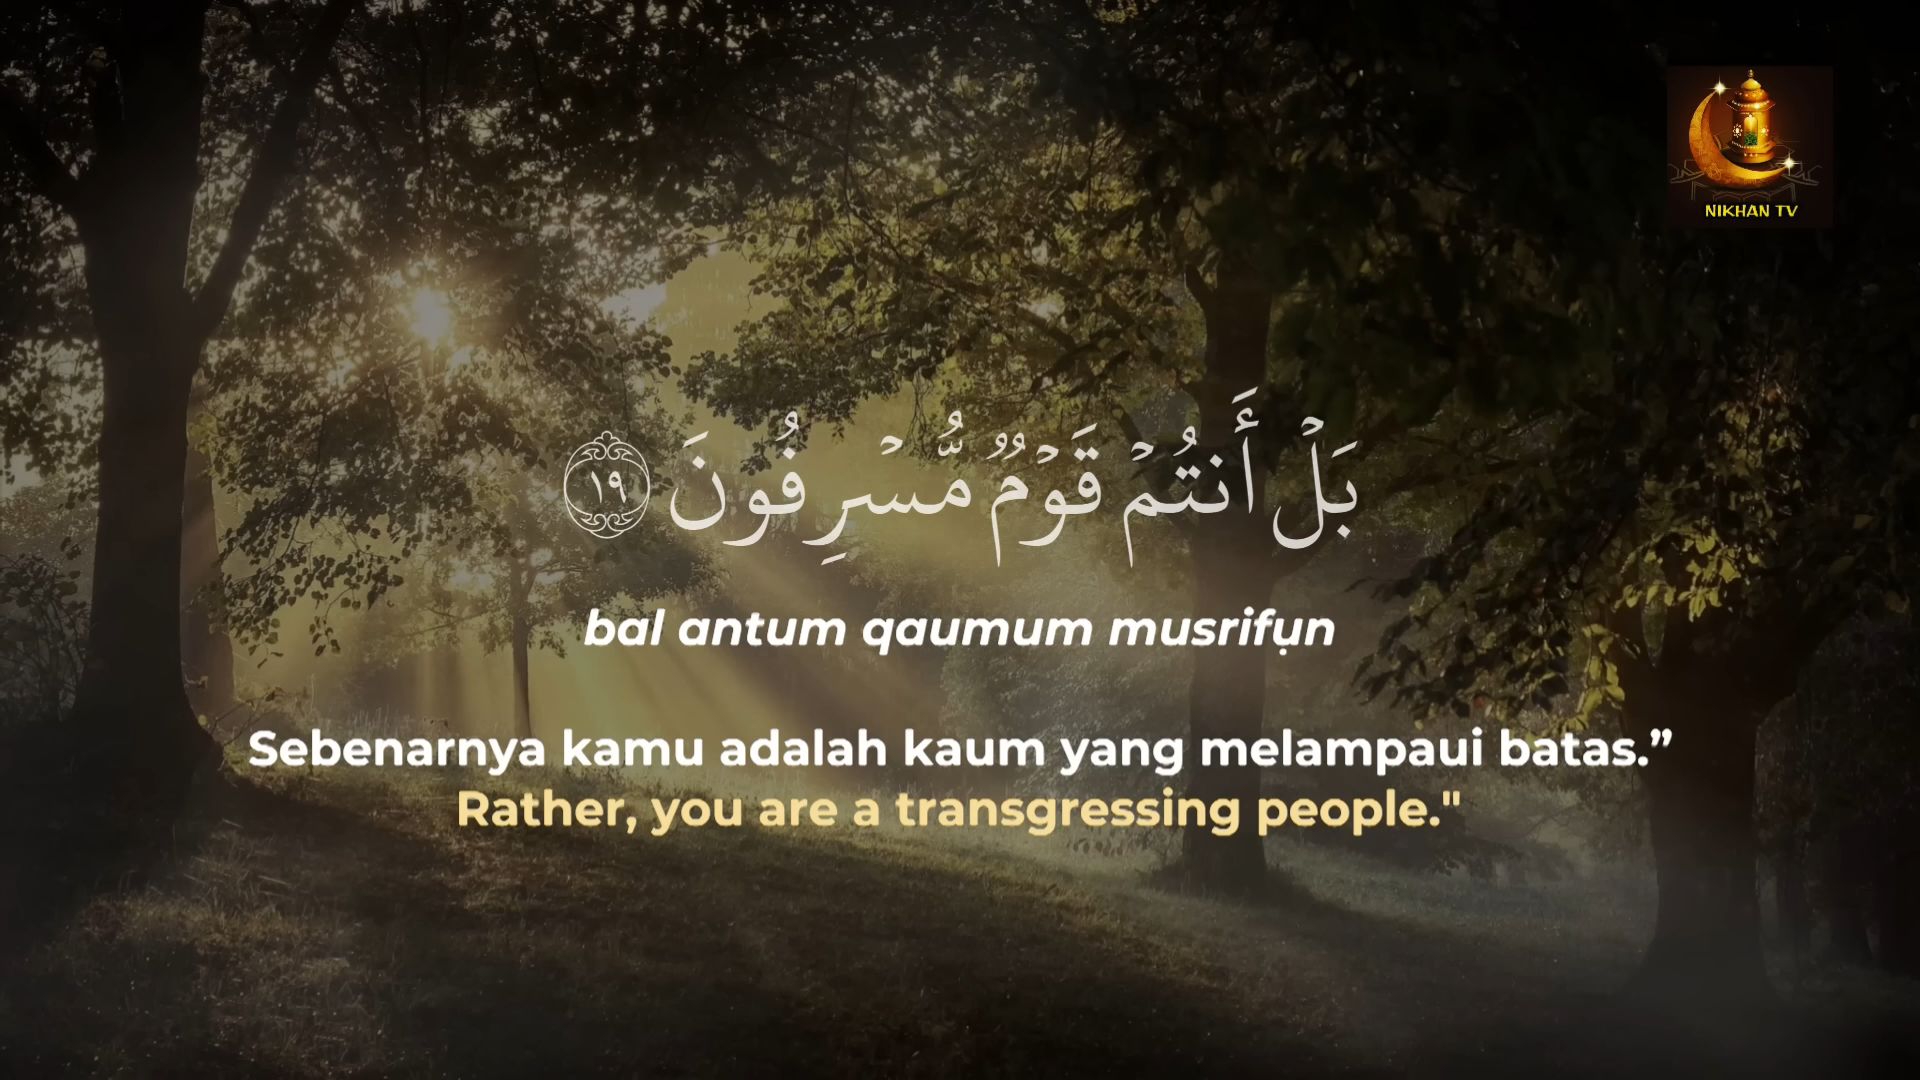 NIKHAN TV
بَلْ أَنتُمْ قَوْمٌ مُّسْرِفُونَ ١٩
bal antum qaumum musrifụn
Sebenarnya kamu adalah kaum yang melampaui batas.”
Rather, you are a transgressing people."